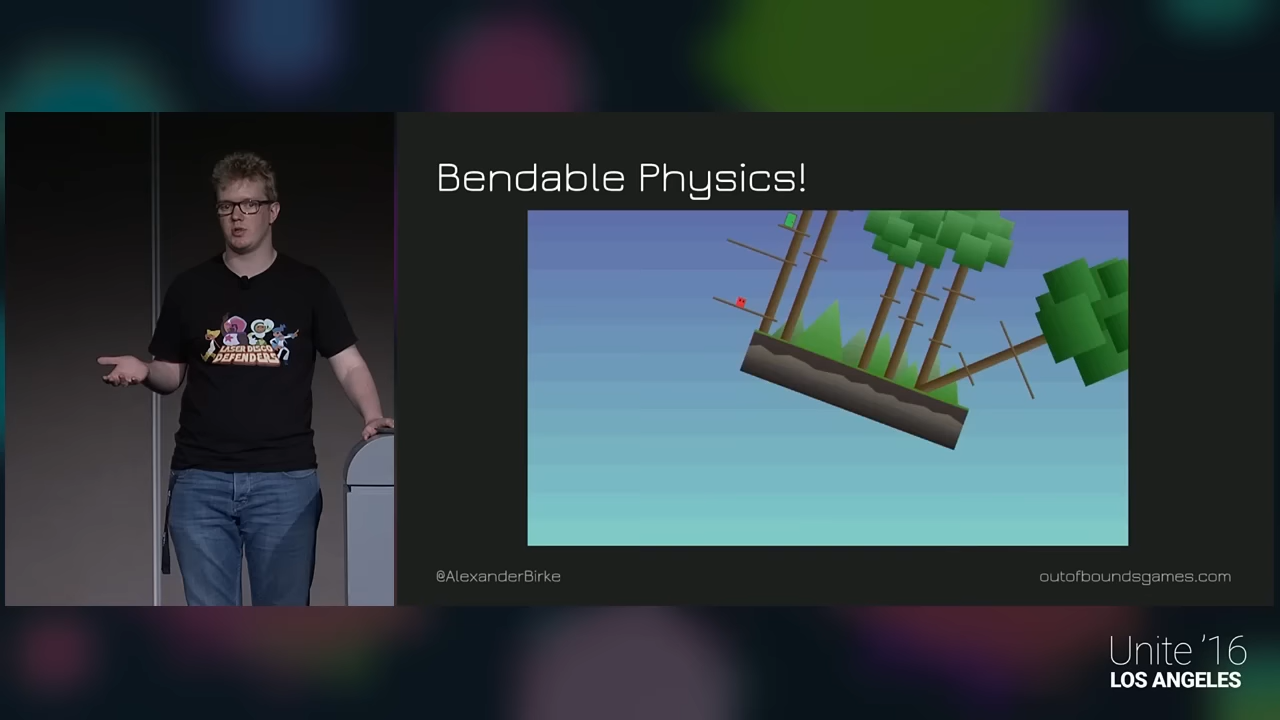 Bendable Physics!
LASER DISCO
DEFENDERS
@AlexanderBirke
outofboundsgames.com
Unite '16
LOS ANGELES